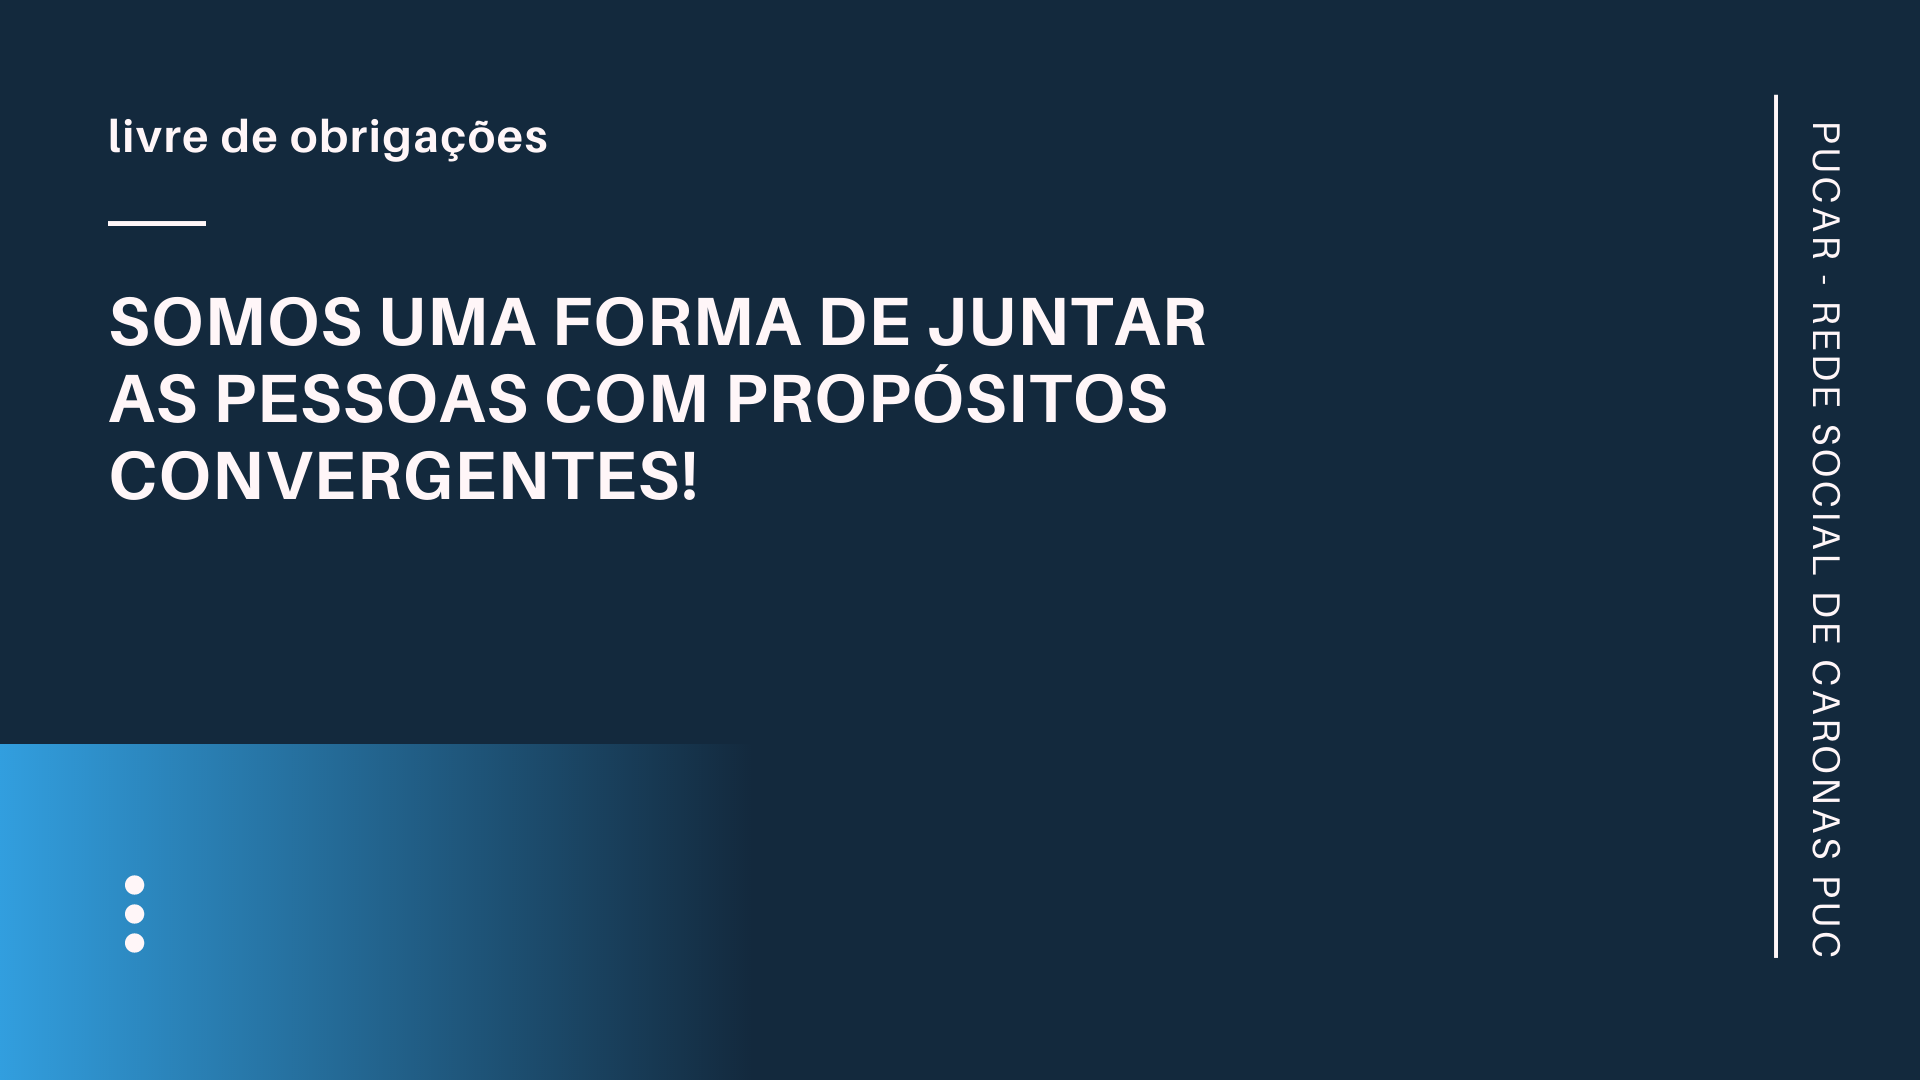 livre de obrigações
SOMOS UMA FORMA DE JUNTAR
AS PESSOAS COM PROPÓSITOS
CONVERGENTES!
PUCAR - REDE SOCIAL DE CARONAS PUC